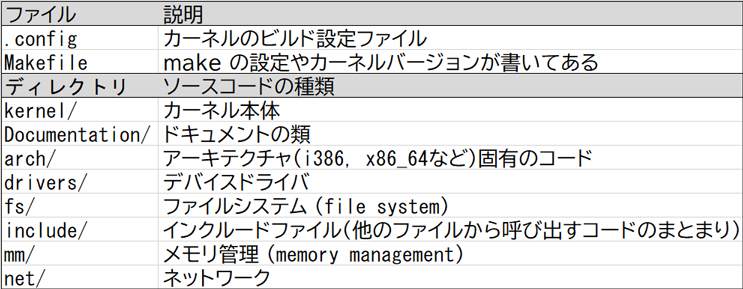 ファイル 説明
.config カーネルのビルド設定ファイル
Makefile make の設定やカーネルバージョンが書いてある
ディレクトリ ソースコードの種類
kernel/ カーネル本体
Documentation/ ドキュメントの類
arch/ アーキテクチャ(i386, x86_64など)固有のコード
drivers/ デバイスドライバ
fs/ ファイルシステム (file system)
include/ インクルードファイル(他のファイルから呼び出すコードのまとまり)
mm/ メモリ管理 (memory management)
net/ ネットワーク